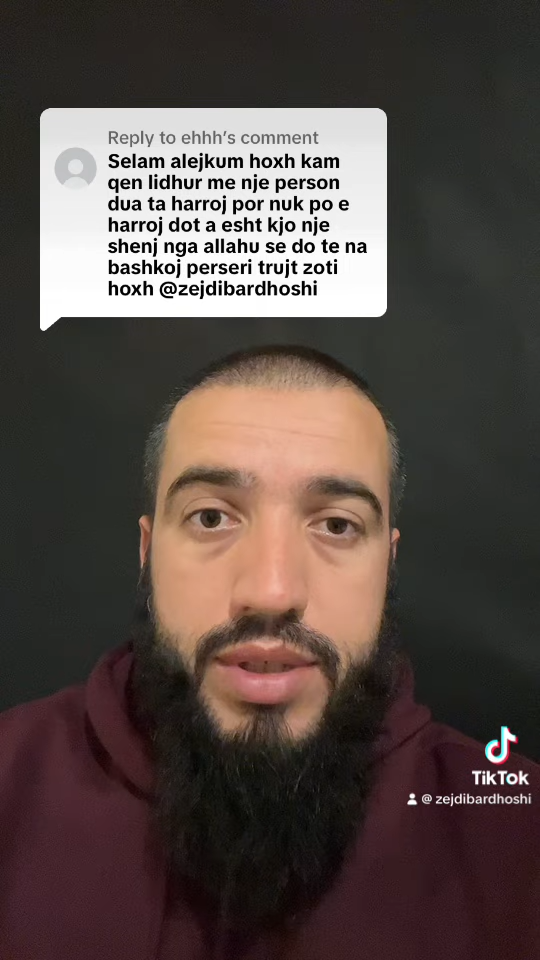 Reply to ehhh's comment
Selam alejkum hoxh kam
qen lidhur me nje person
dua ta harroj por nuk po e
harroj dot a esht kjo nje
shenj nga allahu se do te na
bashkoj perseri trujt zoti
hoxh @zejdibardhoshi
TikTok
@ zejdibardhoshi